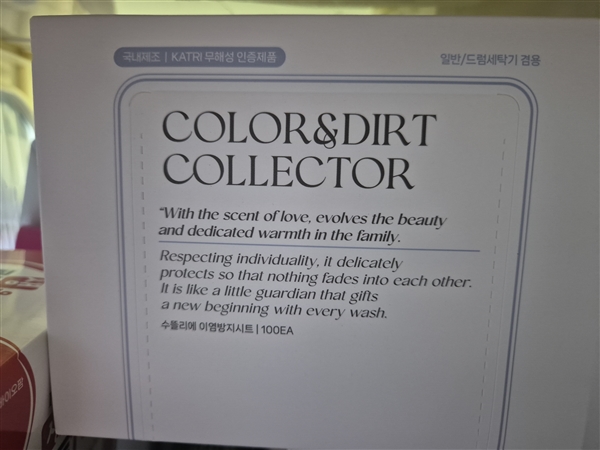 국내제조 | KATRI 무해성 인증제품
일반/드럼세탁기 겸용
COLOR&DIRT
COLLECTOR
“With the scent of love, evolves the beauty
and dedicated warmth in the family.
Respecting individuality, it delicately
protects so that nothing fades into each other.
It is like a little guardian that gifts
a new beginning with every wash.
수뜰리에 이염방지시트 | 100EA